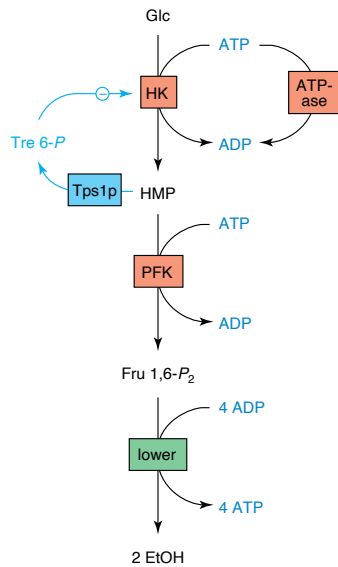 Glc
ATP
HK
ATP-
ase
Tre 6-P
ADP
Tps1p
HMP
ATP
PFK
ADP
Fru 1,6-P₂
4 ADP
lower
4 ATP
2 EtOH